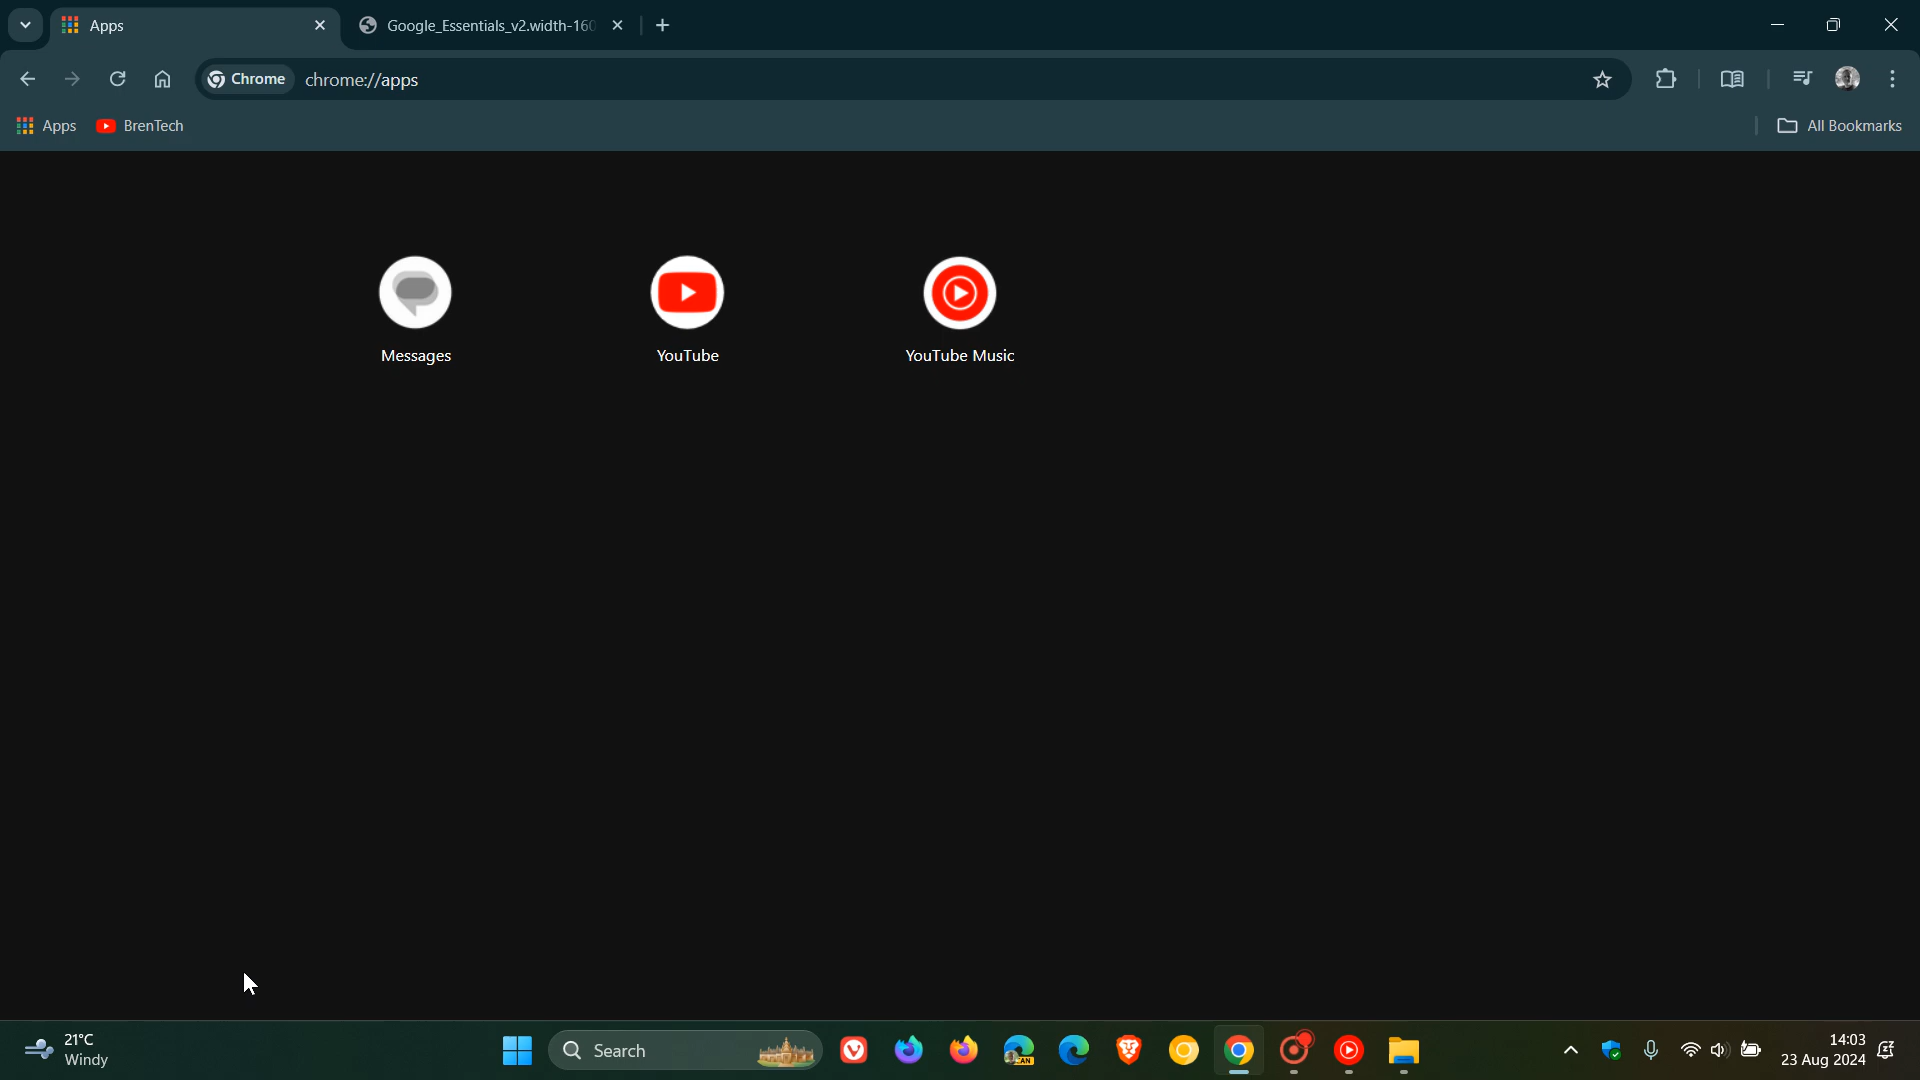 Apps
Google_Essentials_v2.width-160
Chrome
chrome://apps
Apps
BrenTech
All Bookmarks
Messages
YouTube
YouTube Music
21°C
Windy
Search
CAN
14:03
23 Aug 2024